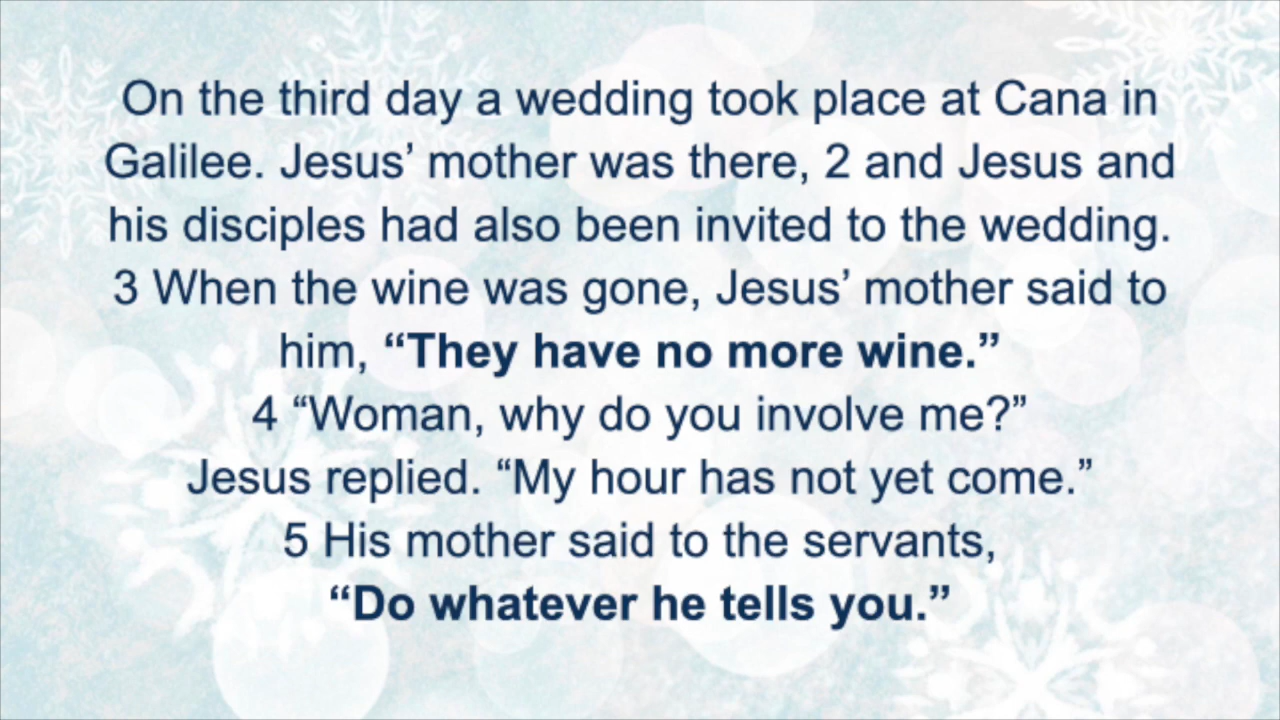 On the third day a wedding took place at Cana in
Galilee. Jesus’ mother was there, 2 and Jesus and
his disciples had also been invited to the wedding.
3 When the wine was gone, Jesus’ mother said to
him, “They have no more wine.”
4 “Woman, why do you involve me?”
Jesus replied. “My hour has not yet come.”
5 His mother said to the servants,
“Do whatever he tells you.”